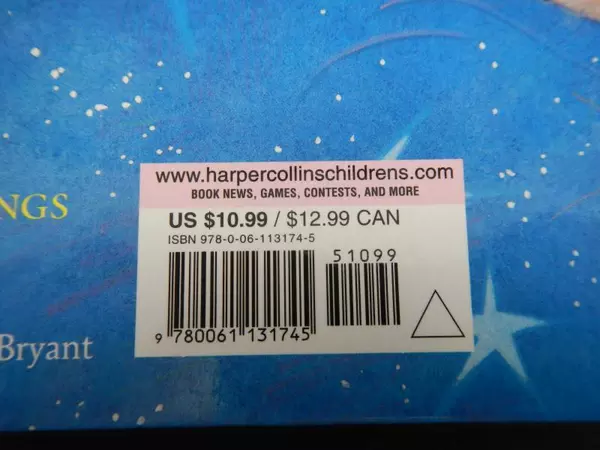 www.harpercollinschildrens.com
BOOK NEWS, GAMES, CONTESTS, AND MORE
NGS
US $10.99 / $12.99 CAN
ISBN 978-0-06-113174-5
51099
9 780061 131745
Bryant